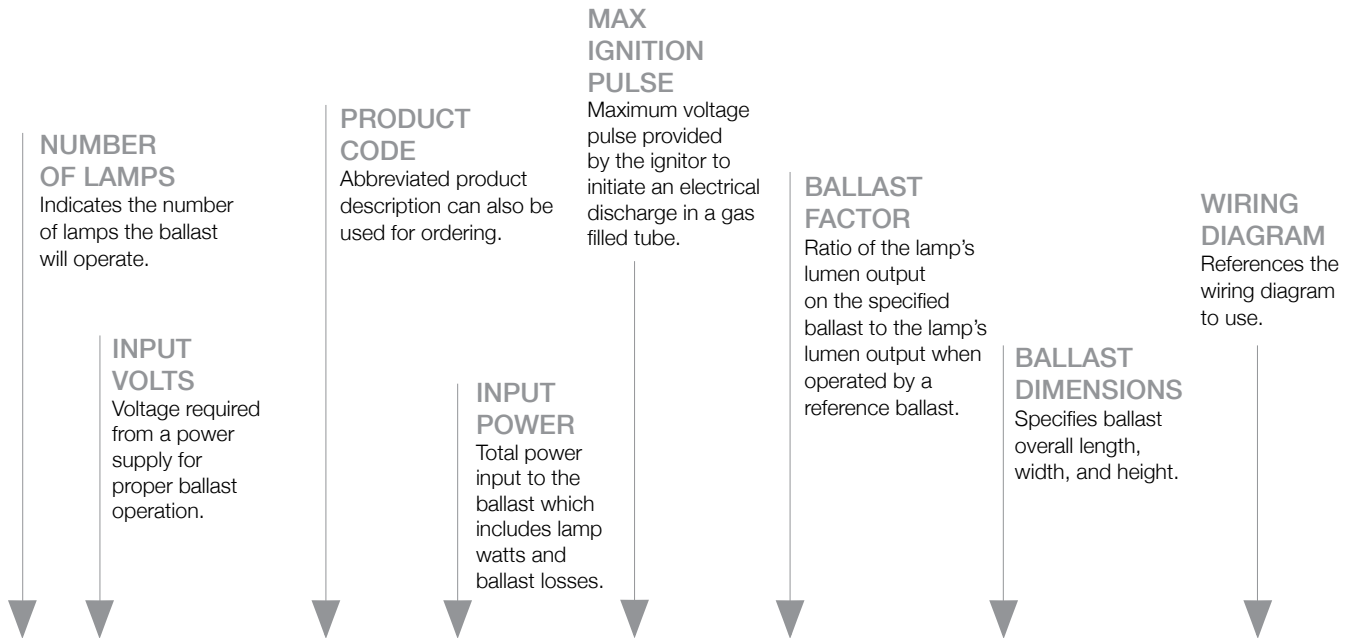 NUMBER
OF LAMPS
Indicates the number
of lamps the ballast
will operate.
INPUT
VOLTS
Voltage required
from a power
supply for
proper ballast
operation.
PRODUCT
CODE
Abbreviated product
description can also be
used for ordering.
INPUT
POWER
Total power
input to the
ballast which
includes lamp
watts and
ballast losses.
MAX
IGNITION
PULSE
Maximum voltage
pulse provided
by the ignitor to
initiate an electrical
discharge in a gas
filled tube.
BALLAST
FACTOR
Ratio of the lamp's
lumen output
on the specified
ballast to the lamp's
lumen output when
operated by a
reference ballast.
BALLAST
DIMENSIONS
Specifies ballast
overall length,
width, and height.
WIRING
DIAGRAM
References the
wiring diagram
to use.